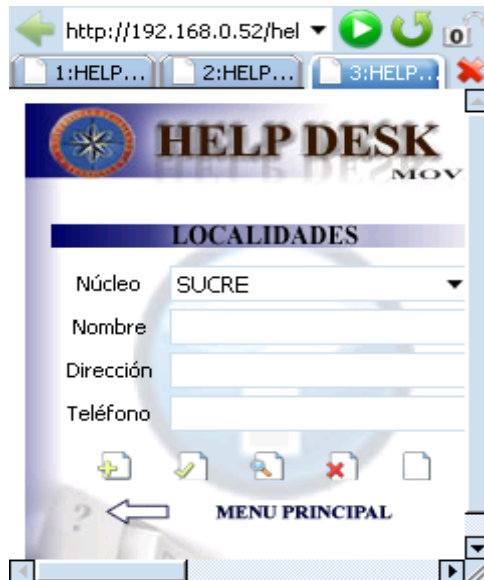 http://192.168.0.52/hel
1:HELP... 2:HELP... 3:HELP...
HELP DESK
MOV
LOCALIDADES
Núcleo SUCRE
Nombre
Dirección
Teléfono
? MENU PRINCIPAL